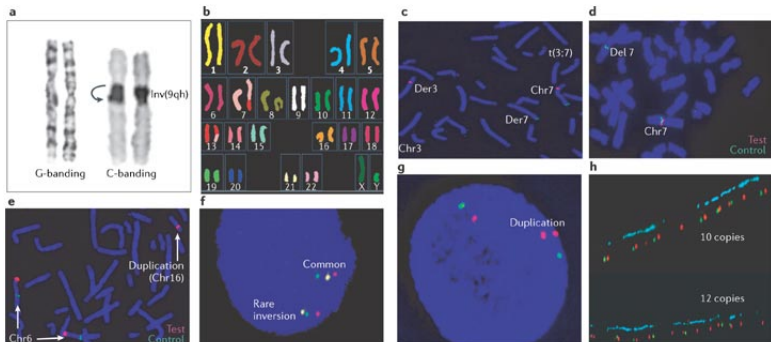 a
Inv(9qh)
G-banding
C-banding
b
1
2
3
4
5
6
7
8
9
10
11
12
13
14
15
16
17
18
19
20
21
22
X
Y
c
t(3;7)
Der3
Chr7
Der7
Chr3
d
Del 7
Chr7
Test
Control
e
Duplication
(Chr16)
Chr6
Test
Control
f
Common
Rare
inversion
g
Duplication
h
10 copies
12 copies